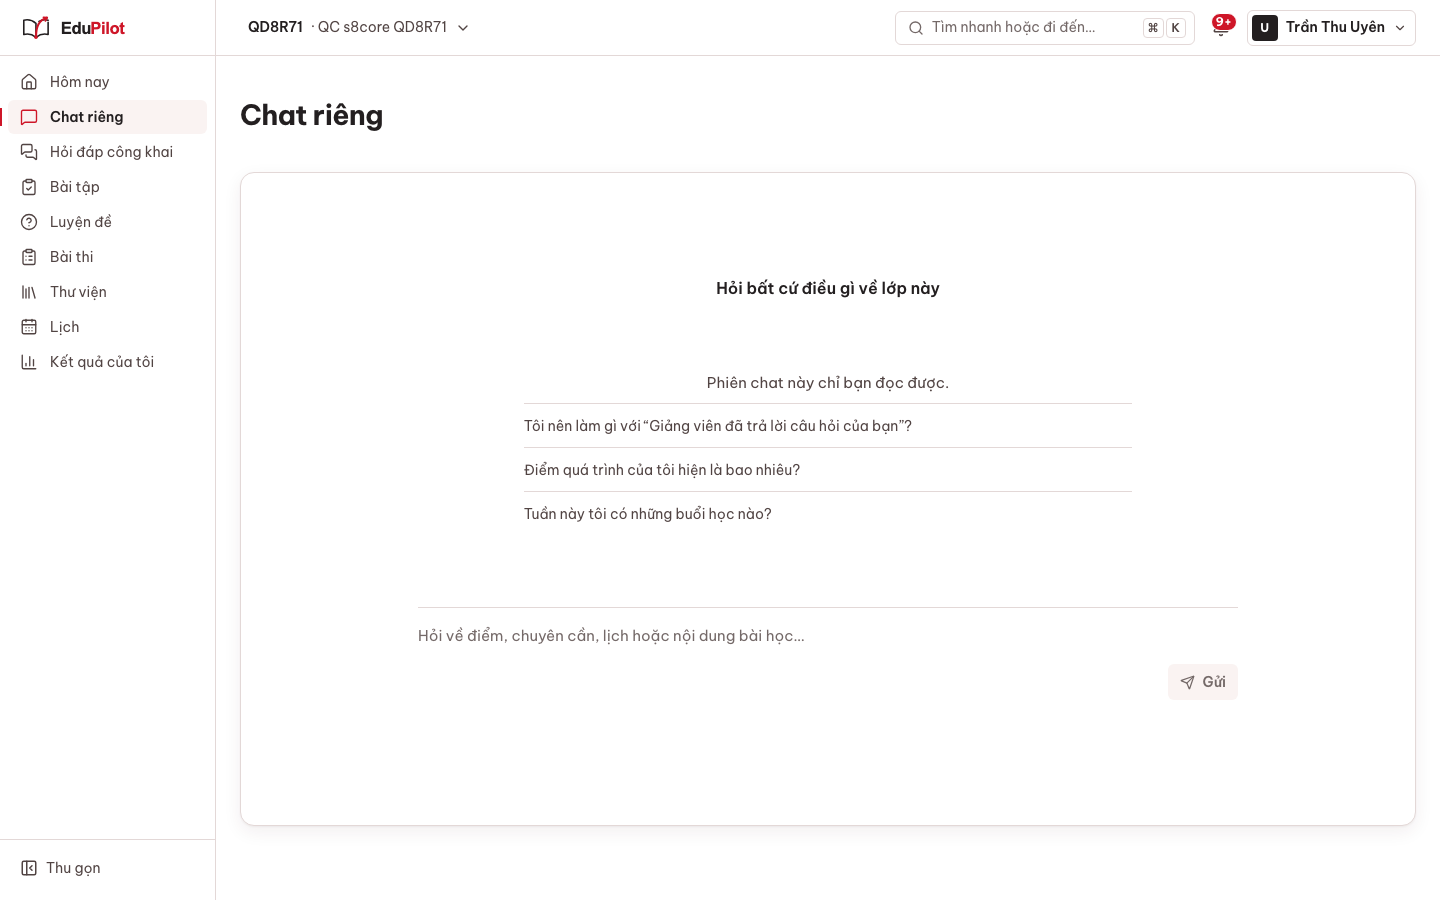 EduPilot
QD8R71 · QC s8core QD8R71
Tìm nhanh hoặc đi đến...
⌘ K
9+
U
Trần Thu Uyên
Hôm nay
Chat riêng
Hỏi đáp công khai
Bài tập
Luyện đề
Bài thi
Thư viện
Lịch
Kết quả của tôi
Thu gọn
Chat riêng
Hỏi bất cứ điều gì về lớp này
Phiên chat này chỉ bạn đọc được.
Tôi nên làm gì với “Giảng viên đã trả lời câu hỏi của bạn”?
Điểm quá trình của tôi hiện là bao nhiêu?
Tuần này tôi có những buổi học nào?
Hỏi về điểm, chuyên cần, lịch hoặc nội dung bài học...
Gửi